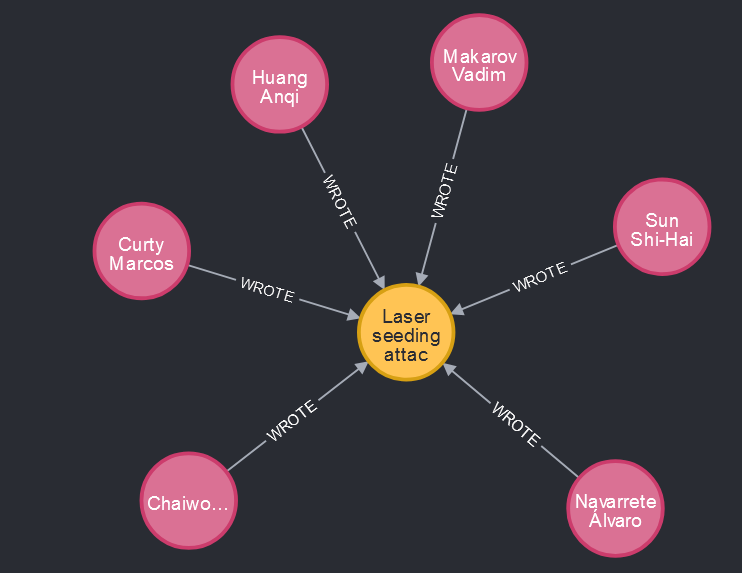 Makarov
Vadim
Huang
Anqi
WROTE
WROTE
Sun
Shi-Hai
Curty
Marcos
WROTE
WROTE
Laser
seeding
attac
WROTE
WROTE
Chaiwo...
Navarrete
Álvaro